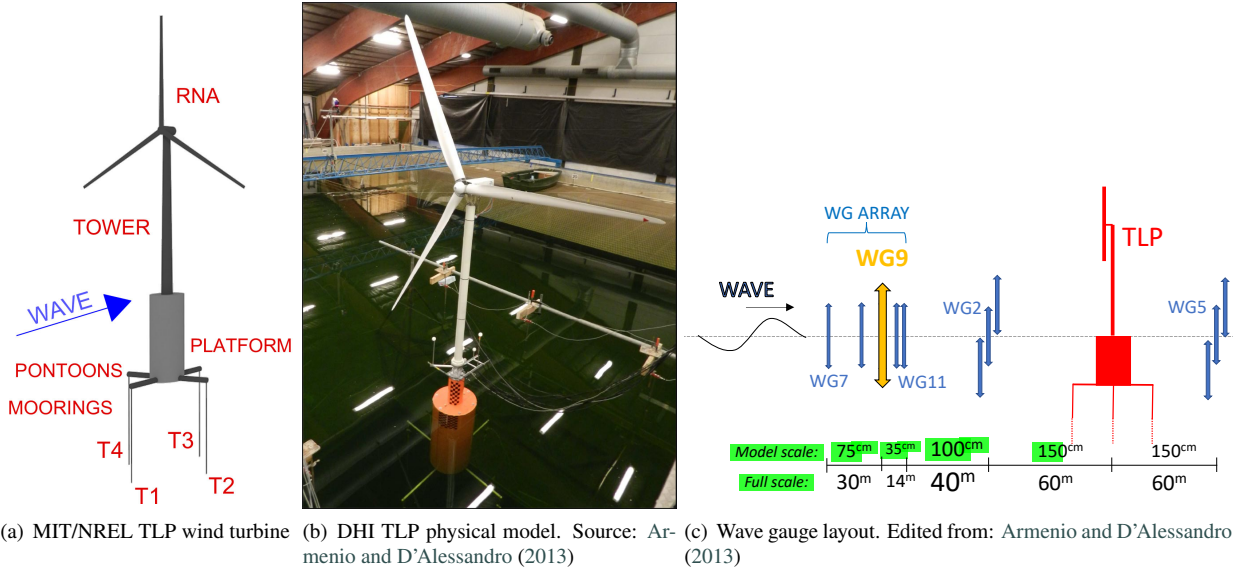 RNA
TOWER
WAVE
PLATFORM
PONTOONS
MOORINGS
T4
T3
T1
T2
WG ARRAY
WG9
TLP
WAVE
WG2
WG5
WG7
WG11
Model scale: 75cm 35cm 100cm 150cm 150cm
Full scale: 30m 14m 40m 60m 60m
(a) MIT/NREL TLP wind turbine
(b) DHI TLP physical model. Source: Ar-
menio and D'Alessandro (2013)
(c) Wave gauge layout. Edited from: Armenio and D'Alessandro
(2013)